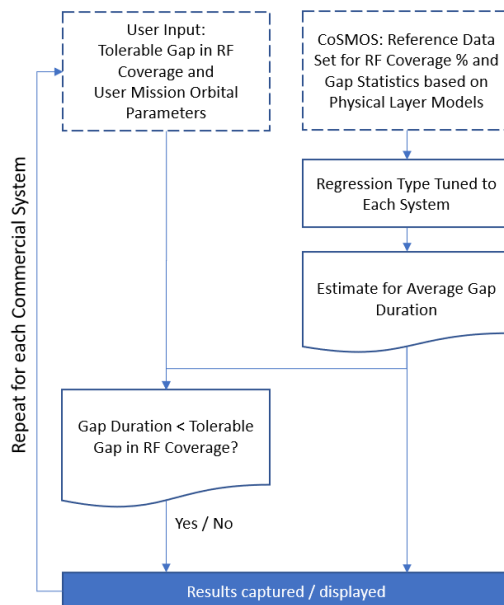 User Input:
Tolerable Gap in RF
Coverage and
User Mission Orbital
Parameters
CoSMOS: Reference Data
Set for RF Coverage % and
Gap Statistics based on
Physical Layer Models
Regression Type Tuned to
Each System
Estimate for Average Gap
Duration
Repeat for each Commercial System
Gap Duration < Tolerable
Gap in RF Coverage?
Yes / No
Results captured / displayed